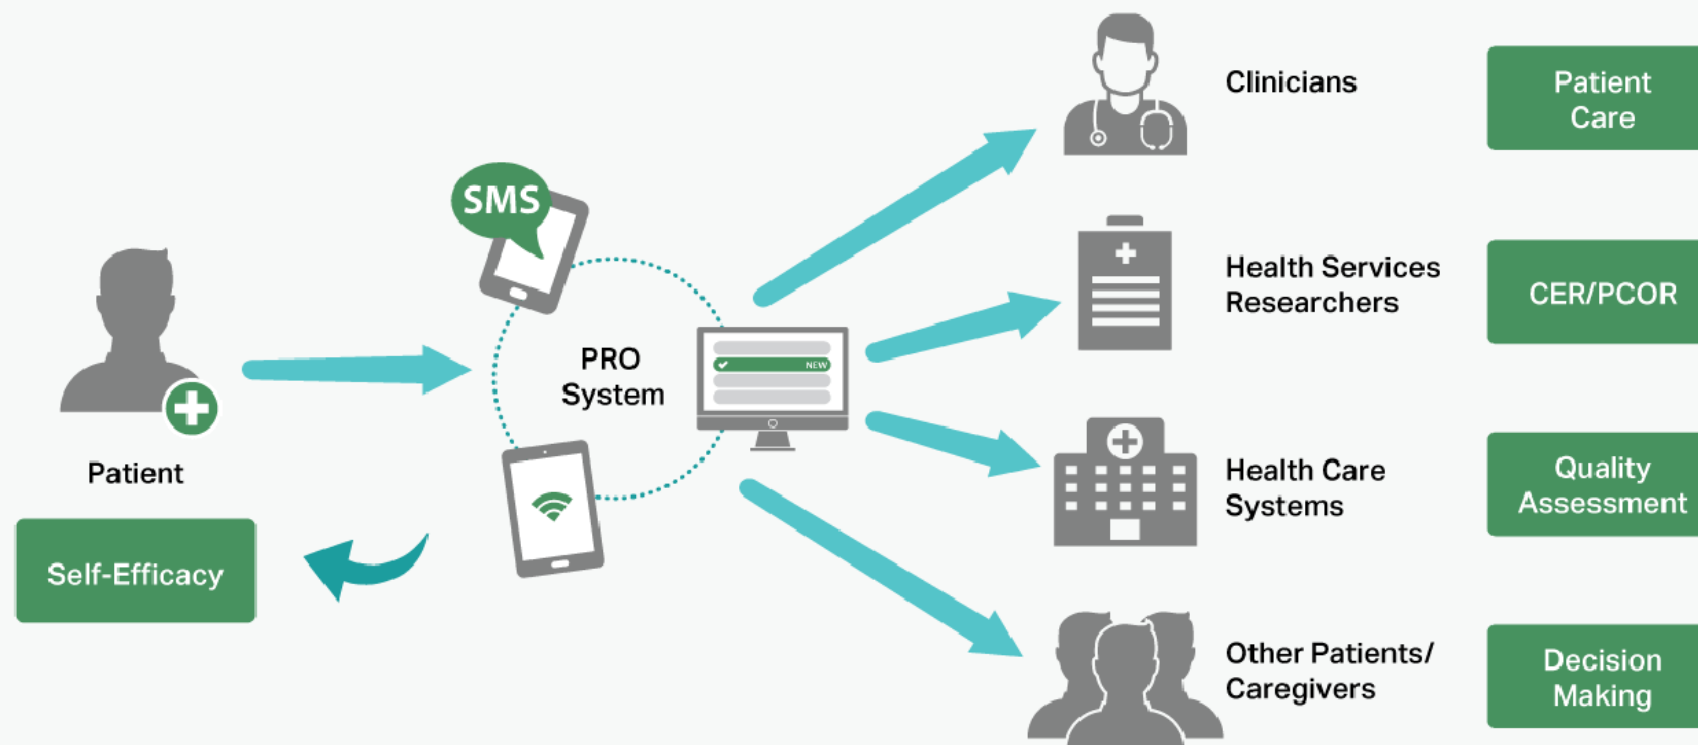 Clinicians
Patient
Care
SMS
Health Services
Researchers
CER/PCOR
PRO
System
NEW
Patient
Self-Efficacy
Health Care
Systems
Quality
Assessment
Other Patients/
Caregivers
Decision
Making